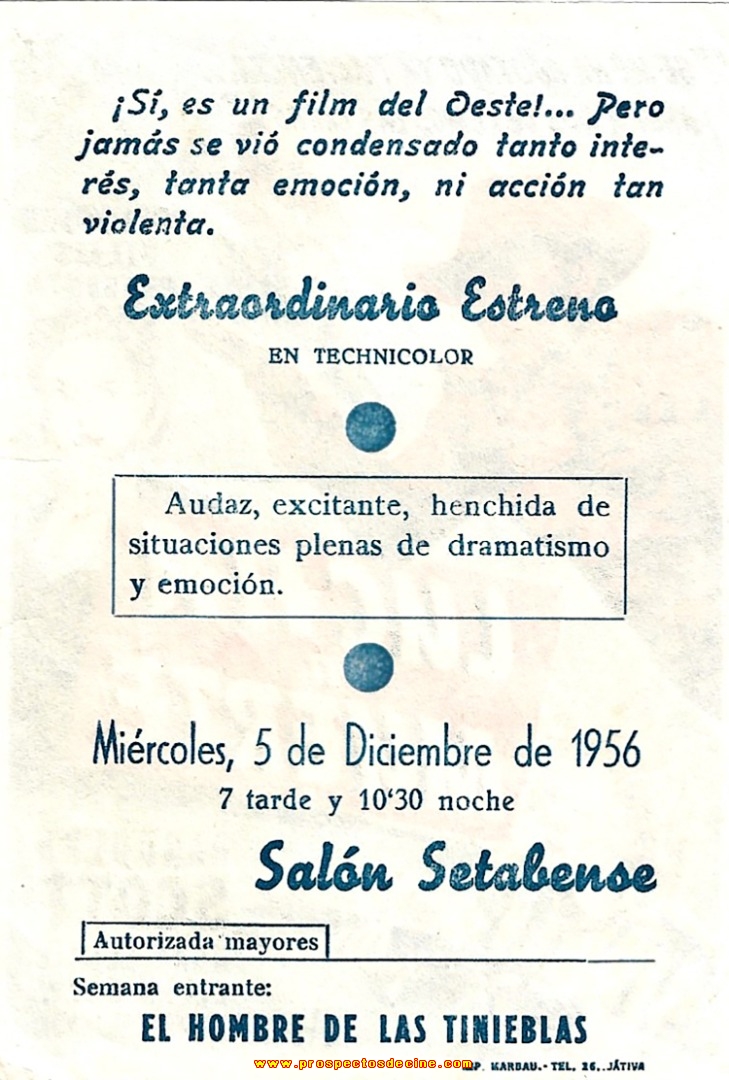 ¡Sí, es un film del Oeste!... Pero
jamás se vió condensado tanto inte-
rés, tanta emoción, ni acción tan
violenta.
Extraordinario Estreno
EN TECHNICOLOR
Audaz, excitante, henchida de
situaciones plenas de dramatismo
y emoción.
Miércoles, 5 de Diciembre de 1956
7 tarde y 10'30 noche
Salón Setabense
Autorizada mayores
Semana entrante:
EL HOMBRE DE LAS TINIEBLAS
www.prospectosdecine.com
MARBAU.- TEL. 26..JÁTIVA